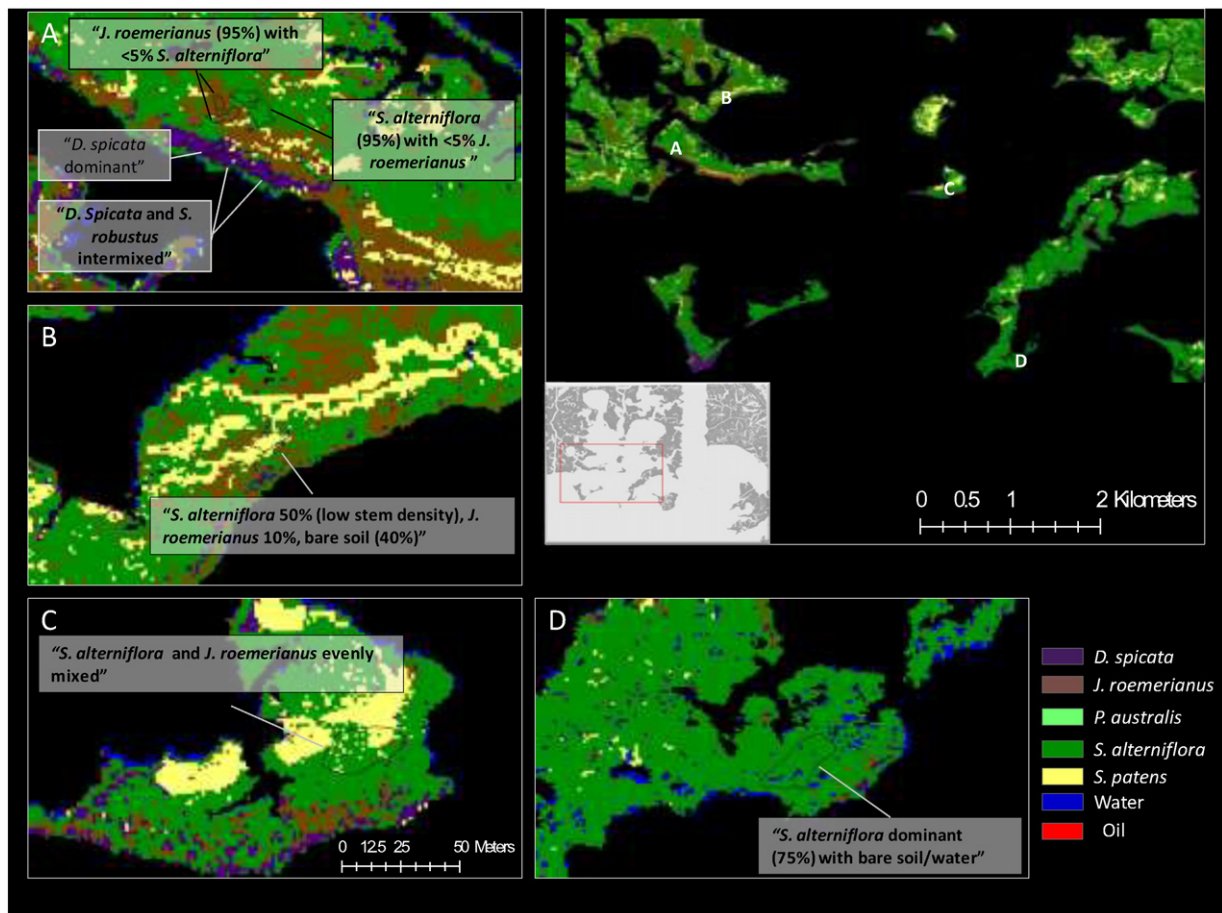 A
“J. roemerianus (95%) with
<5% S. alterniflora”
“S. alterniflora
(95%) with <5% J.
roemerianus ”
“D. spicata
dominant”
“D. Spicata and S.
robustus
intermixed”
B
“S. alterniflora 50% (low stem density), J.
roemerianus 10%, bare soil (40%)”
B
A
C
D
0 0.5 1 2 Kilometers
C
“S. alterniflora and J. roemerianus evenly
mixed”
0 12.5 25 50 Meters
D
“S. alterniflora dominant
(75%) with bare soil/water”
D. spicata
J. roemerianus
P. australis
S. alterniflora
S. patens
Water
Oil